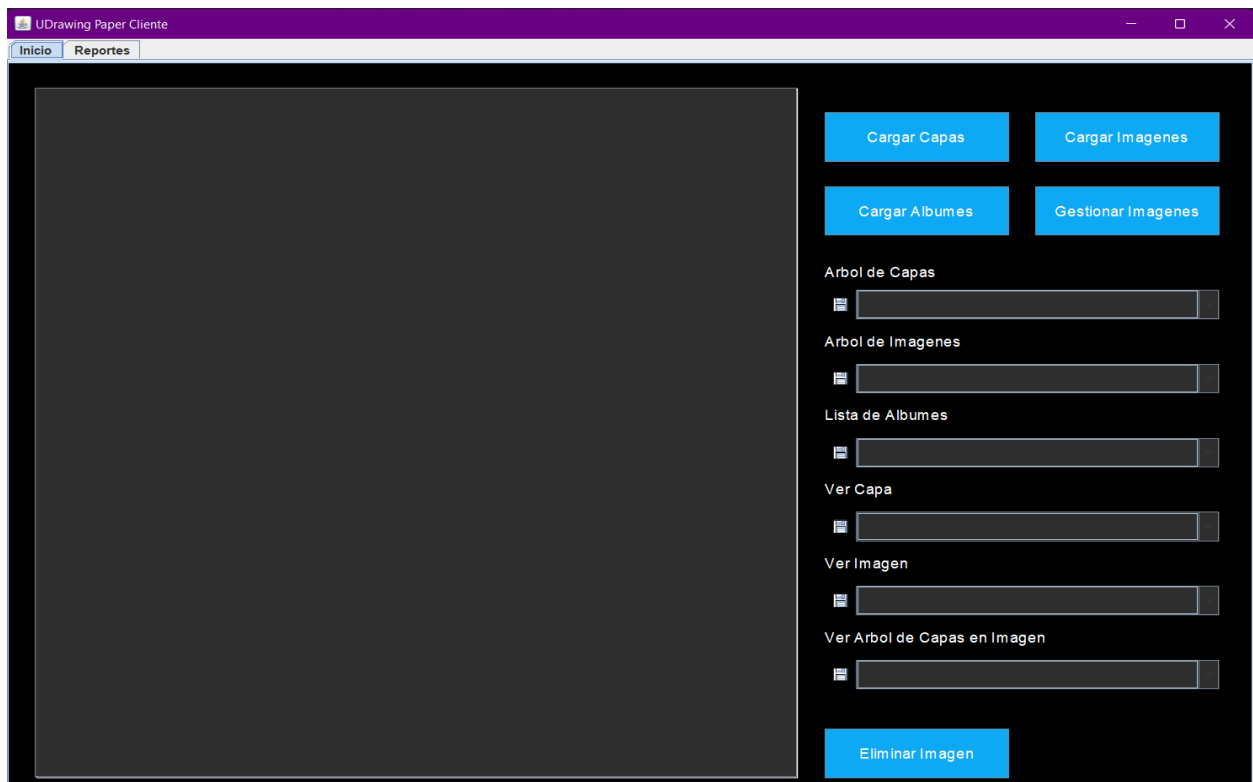 UDrawing Paper Cliente
Inicio Reportes
Cargar Capas Cargar Imagenes
Cargar Albumes Gestionar Imagenes
Arbol de Capas
Arbol de Imagenes
Lista de Albumes
Ver Capa
Ver Imagen
Ver Arbol de Capas en Imagen
Eliminar Imagen